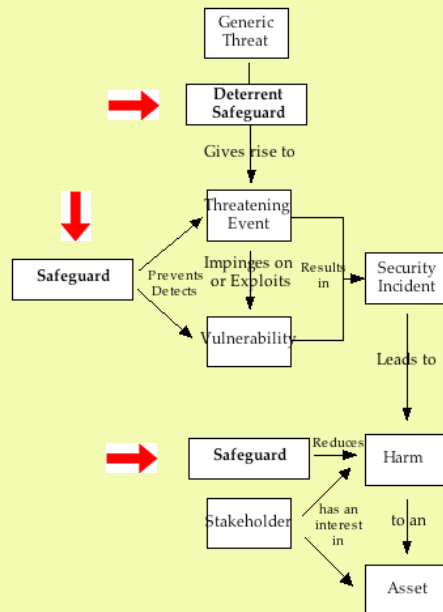 Generic
Threat
Deterrent
Safeguard
Gives rise to
Threatening
Event
Safeguard
Prevents
Detects
Impinges on
or Exploits
Results
in
Security
Incident
Vulnerability
Leads to
Safeguard
Reduces
Harm
Stakeholder
has an
interest
in
to an
Asset